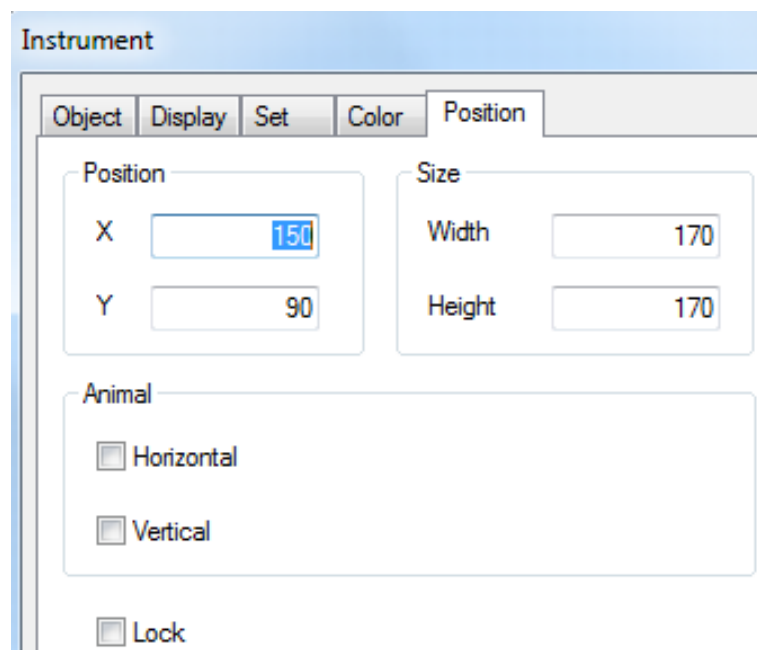 Instrument
Object Display Set Color Position
Position Size
X 150 Width 170
Y 90 Height 170
Animal
Horizontal
Vertical
Lock